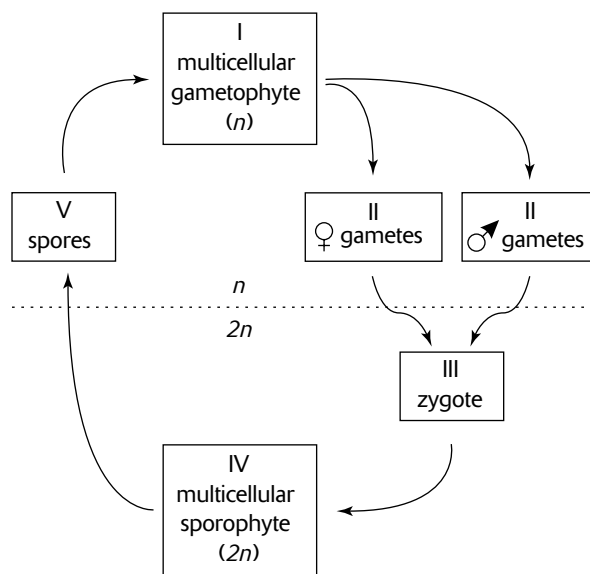 I
multicellular
gametophyte
(n)
V
spores
II
♀ gametes
II
♂ gametes
n
2n
III
zygote
IV
multicellular
sporophyte
(2n)